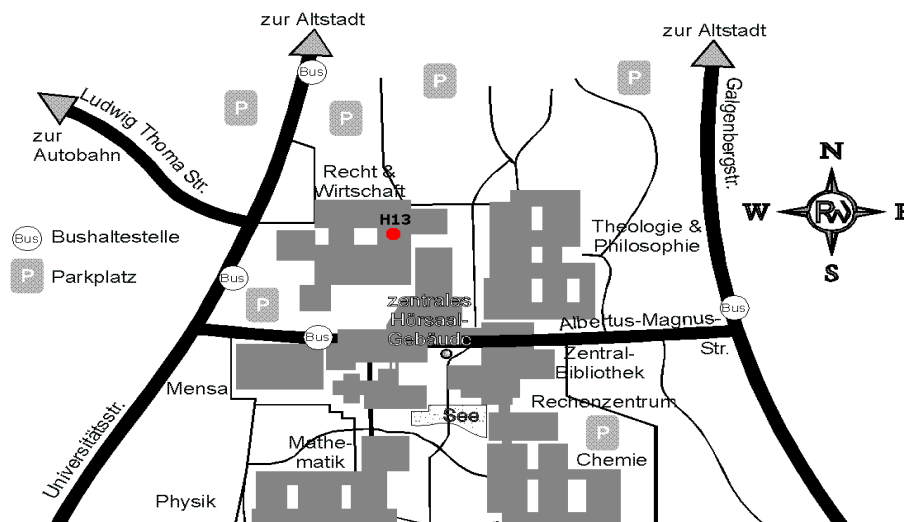 zur Altstadt
zur Altstadt
Bus
P
P
P
P
Ludwig Thoma Str.
zur
Autobahn
Galgenbergstr.
N
W
RW
E
S
Recht &
Wirtschaft
H13
Theologie &
Philosophie
Bus
Bushaltestelle
P
Parkplatz
Bus
P
zentrales
Hörsaal-
Gebäude
Bus
Bus
Albertus-Magnus-
Str.
Zentral-
Bibliothek
Mensa
Rechenzentrum
See
Universitätsstr.
Mathe-
matik
P
Chemie
Physik